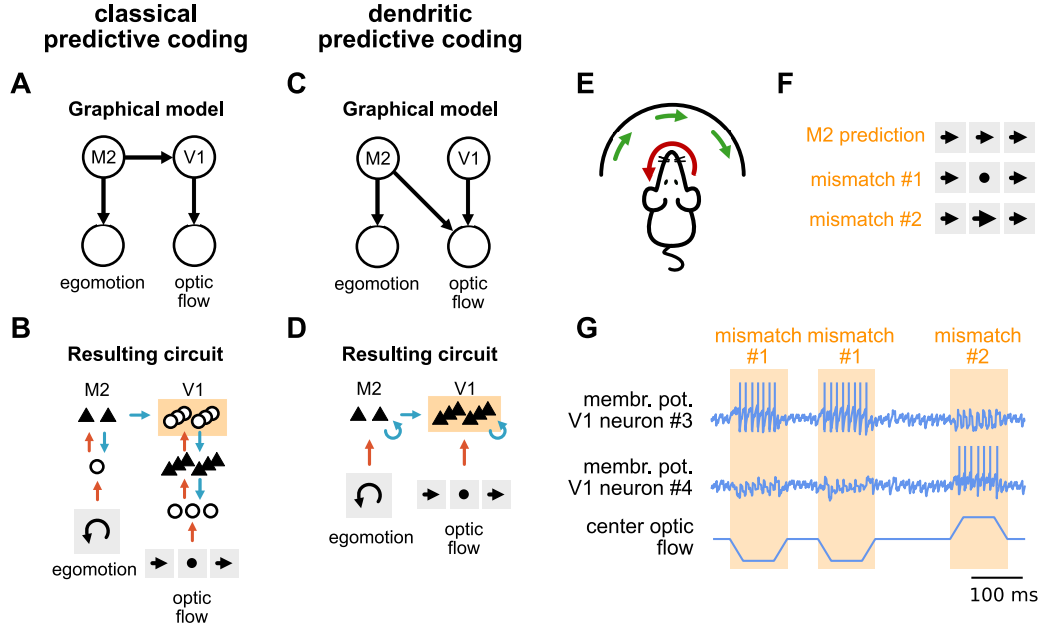 classical
predictive coding
dendritic
predictive coding
A
Graphical model
M2
V1
egomotion
optic
flow
B
Resulting circuit
M2
V1
egomotion
optic
flow
C
Graphical model
M2
V1
egomotion
optic
flow
D
Resulting circuit
M2
V1
egomotion
optic
flow
E
F
M2 prediction
mismatch #1
mismatch #2
G
mismatch
#1
mismatch
#1
mismatch
#2
membr. pot.
V1 neuron #3
membr. pot.
V1 neuron #4
center optic
flow
100 ms